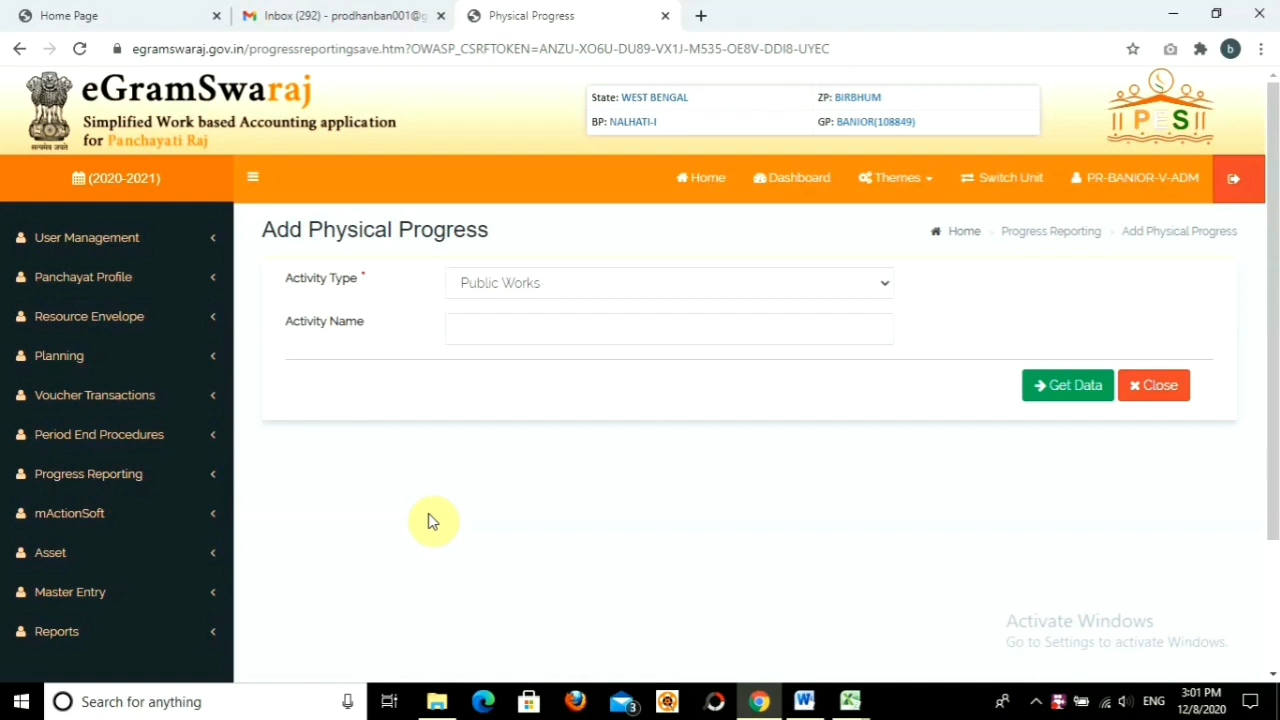 Home Page
Inbox (292) - prodhanban001@g
Physical Progress
egramswaraj.gov.in/progressreportingsave.htm?OWASP_CSRFTOKEN=ANZU-XO6U-DU89-VX1J-M535-OE8V-DDI8-UYEC
b
सत्यमेव जयते
eGramSwaraj
Simplified Work based Accounting application
for Panchayati Raj
State: WEST BENGAL
ZP: BIRBHUM
BP: NALHATI-I
GP: BANIOR(108849)
PES
(2020-2021)
Home
Dashboard
Themes
Switch Unit
PR-BANIOR-V-ADM
User Management
Panchayat Profile
Resource Envelope
Planning
Voucher Transactions
Period End Procedures
Progress Reporting
mActionSoft
Asset
Master Entry
Reports
Add Physical Progress
Home
Progress Reporting
Add Physical Progress
Activity Type *
Public Works
Activity Name
Get Data
Close
Activate Windows
Go to Settings to activate Windows.
Search for anything
3
ENG
3:01 PM
12/8/2020